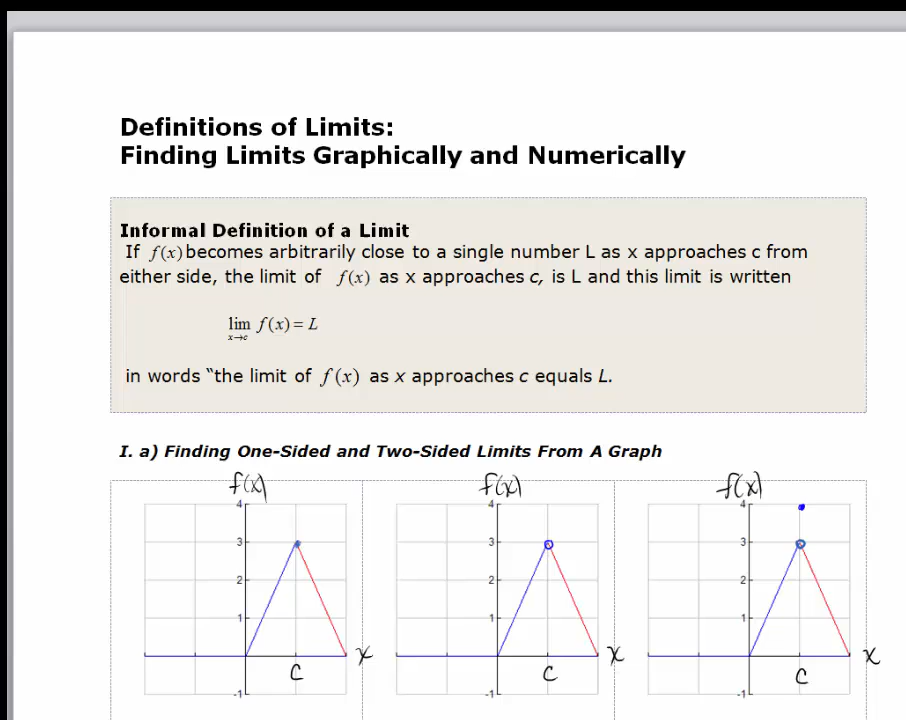 Definitions of Limits:
Finding Limits Graphically and Numerically
Informal Definition of a Limit
If f(x) becomes arbitrarily close to a single number L as x approaches c from
either side, the limit of f(x) as x approaches c, is L and this limit is written
lim f(x) = L
x→c
in words “the limit of f(x) as x approaches c equals L.
I. a) Finding One-Sided and Two-Sided Limits From A Graph
f(x) f(x) f(x)
4 4 4
3 3 3
2 2 2
1 1 1
x x x
c c c
-1 -1 -1